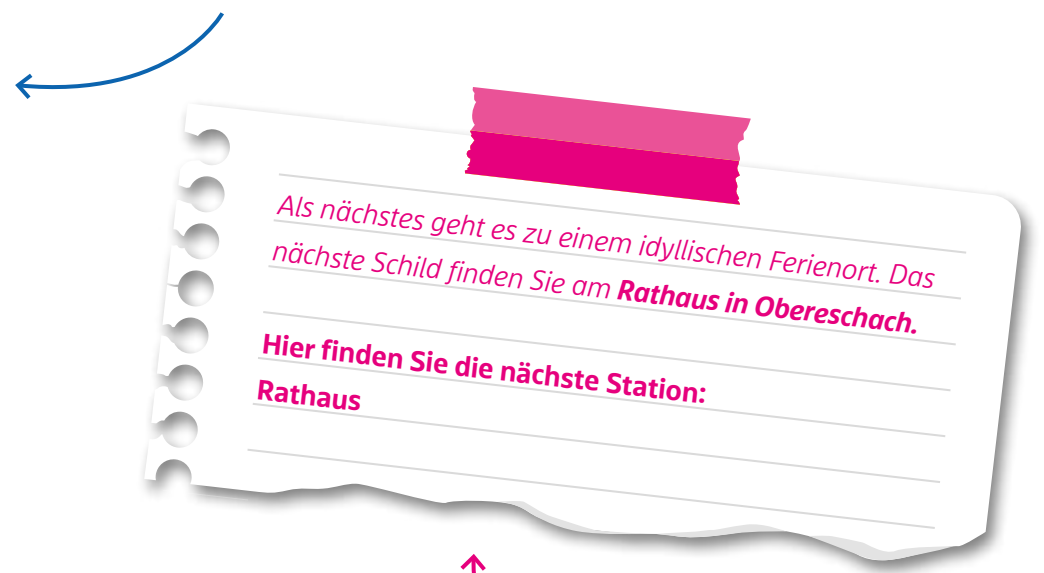 Als nächstes geht es zu einem idyllischen Ferienort. Das
nächste Schild finden Sie am Rathaus in Obereschach.
Hier finden Sie die nächste Station:
Rathaus